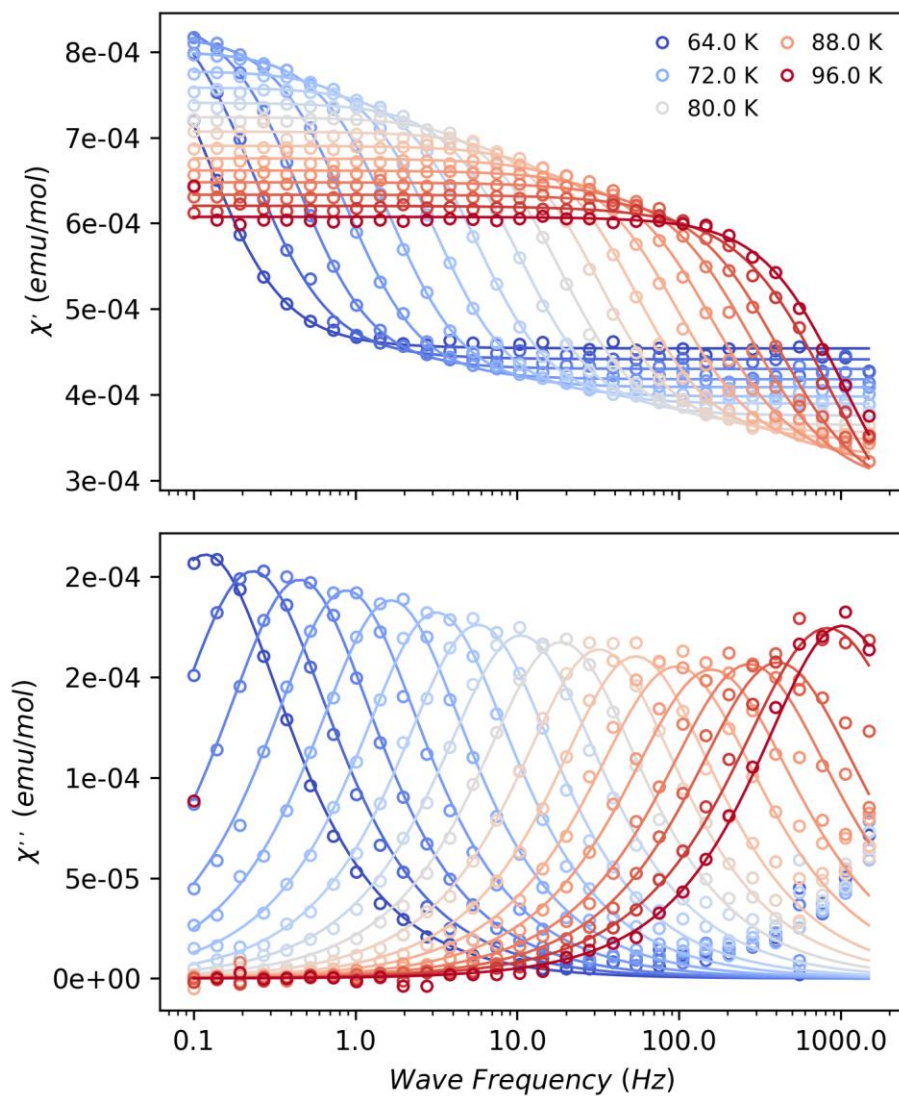 8e-04
7e-04
6e-04
5e-04
4e-04
3e-04
χ' (emu/mol)
64.0 K
72.0 K
80.0 K
88.0 K
96.0 K
2e-04
2e-04
1e-04
5e-05
0e+00
χ'' (emu/mol)
0.1 1.0 10.0 100.0 1000.0
Wave Frequency (Hz)